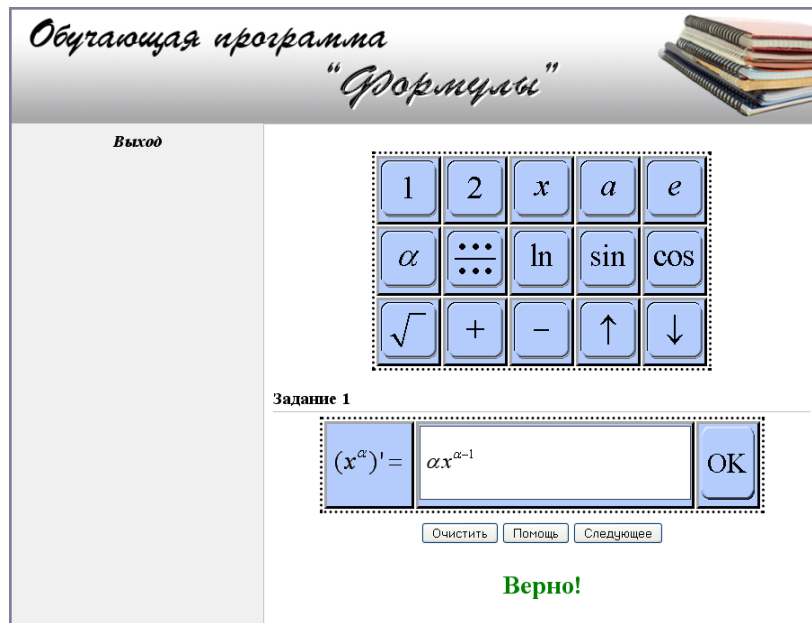 Обучающая программа
“Формулы”
Выход
1 2 x a e
α ••• ••• ln sin cos
√ + − ↑ ↓
Задание 1
(x^α)' = αx^(α−1) OK
Очистить Помощь Следующее
Верно!